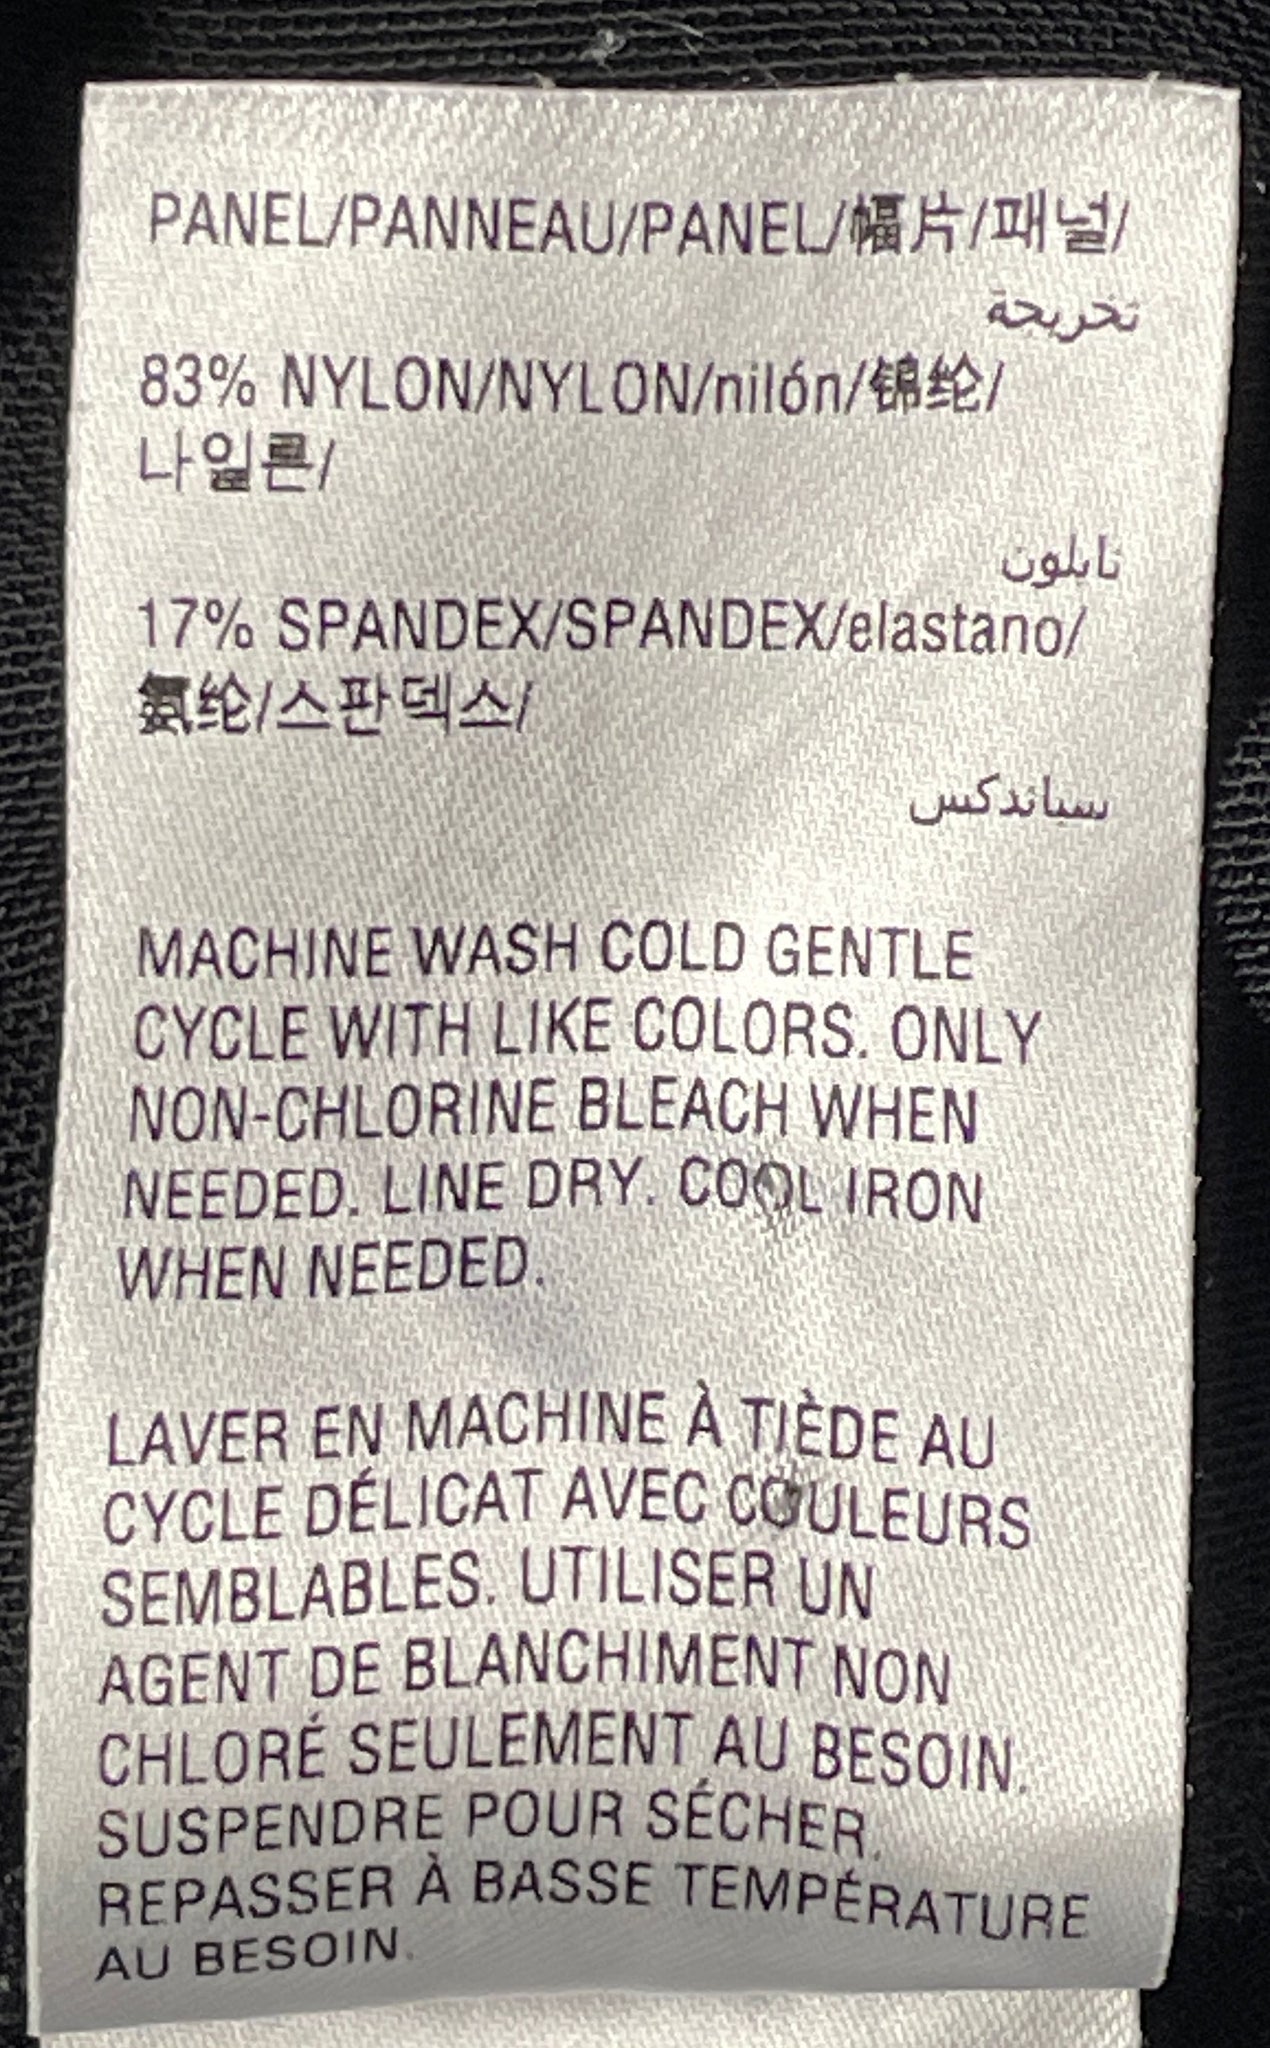 PANEL/PANNEAU/PANEL/幅片/패널/
تخريجة
83% NYLON/NYLON/nilón/锦纶/
나일론/
نايلون
17% SPANDEX/SPANDEX/elastano/
氨纶/스판덱스/
سباندكس
MACHINE WASH COLD GENTLE
CYCLE WITH LIKE COLORS. ONLY
NON-CHLORINE BLEACH WHEN
NEEDED. LINE DRY. COOL IRON
WHEN NEEDED.
LAVER EN MACHINE À TIÈDE AU
CYCLE DÉLICAT AVEC COULEURS
SEMBLABLES. UTILISER UN
AGENT DE BLANCHIMENT NON
CHLORÉ SEULEMENT AU BESOIN.
SUSPENDRE POUR SÉCHER.
REPASSER À BASSE TEMPÉRATURE
AU BESOIN.